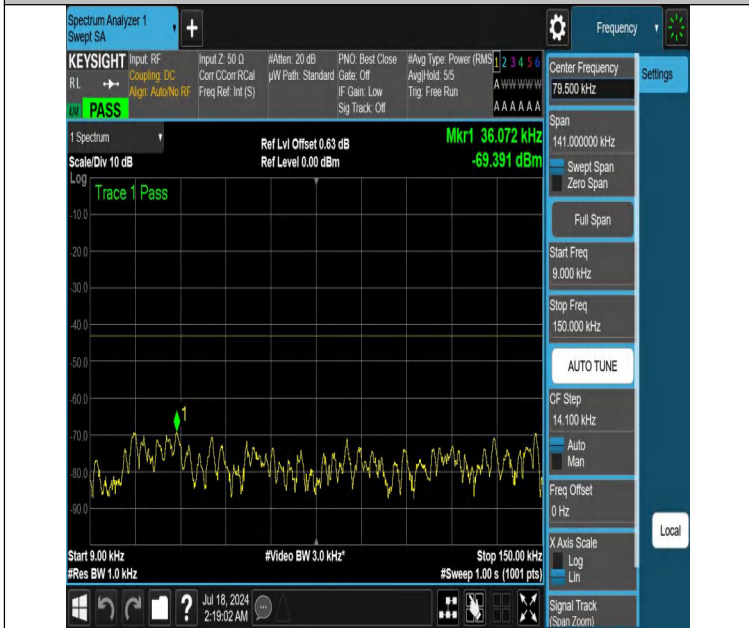 Spectrum Analyzer 1
Swept SA
+
Frequency
KEYSIGHT
RL
PASS
Input: RF
Coupling: DC
Align: Auto/No RF
Input Z: 50 Ω
Corr CCorr RCal
Freq Ref: Int (S)
#Atten: 20 dB
µW Path: Standard
PNO: Best Close
Gate: Off
IF Gain: Low
Sig Track: Off
#Avg Type: Power (RMS
Avg|Hold: 5/5
Trig: Free Run
1 2 3 4 5 6
A W W W W W
A A A A A A
1 Spectrum
Scale/Div 10 dB
Ref Lvl Offset 0.63 dB
Ref Level 0.00 dBm
Mkr1 36.072 kHz
-69.391 dBm
Log
Trace 1 Pass
-10.0
-20.0
-30.0
-40.0
-50.0
-60.0
-70.0
-80.0
-90.0
1
Start 9.00 kHz
#Res BW 1.0 kHz
#Video BW 3.0 kHz*
Stop 150.00 kHz
#Sweep 1.00 s (1001 pts)
?
Jul 18, 2024
2:19:02 AM
Center Frequency
79.500 kHz
Span
141.000000 kHz
Swept Span
Zero Span
Full Span
Start Freq
9.000 kHz
Stop Freq
150.000 kHz
AUTO TUNE
CF Step
14.100 kHz
Auto
Man
Freq Offset
0 Hz
X Axis Scale
Log
Lin
Signal Track
(Span Zoom)
Settings
Local